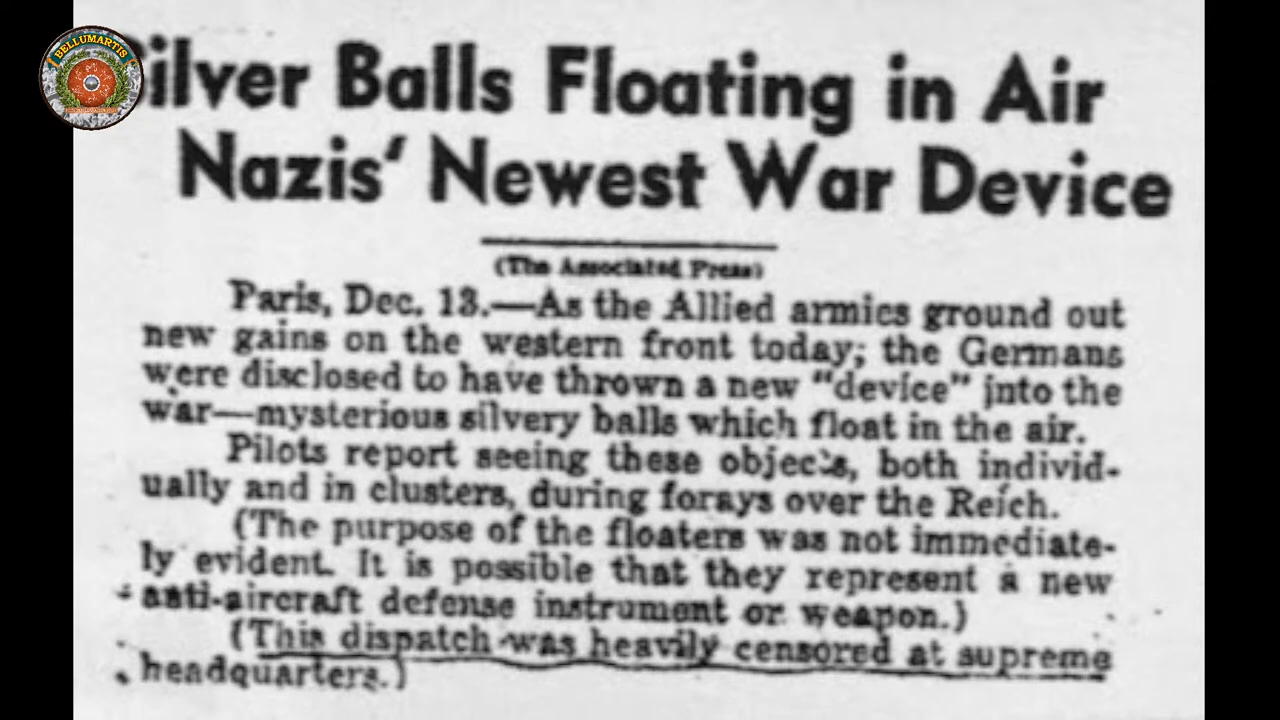 BELLUMARTIS
Silver Balls Floating in Air
Nazis' Newest War Device
(The Associated Press)
Paris, Dec. 13.—As the Allied armies ground out
new gains on the western front today; the Germans
were disclosed to have thrown a new "device" into the
war—mysterious silvery balls which float in the air.
Pilots report seeing these objects, both individ-
ually and in clusters, during forays over the Reich.
(The purpose of the floaters was not immediate-
ly evident. It is possible that they represent a new
anti-aircraft defense instrument or weapon.)
(This dispatch was heavily censored at supreme
headquarters.)